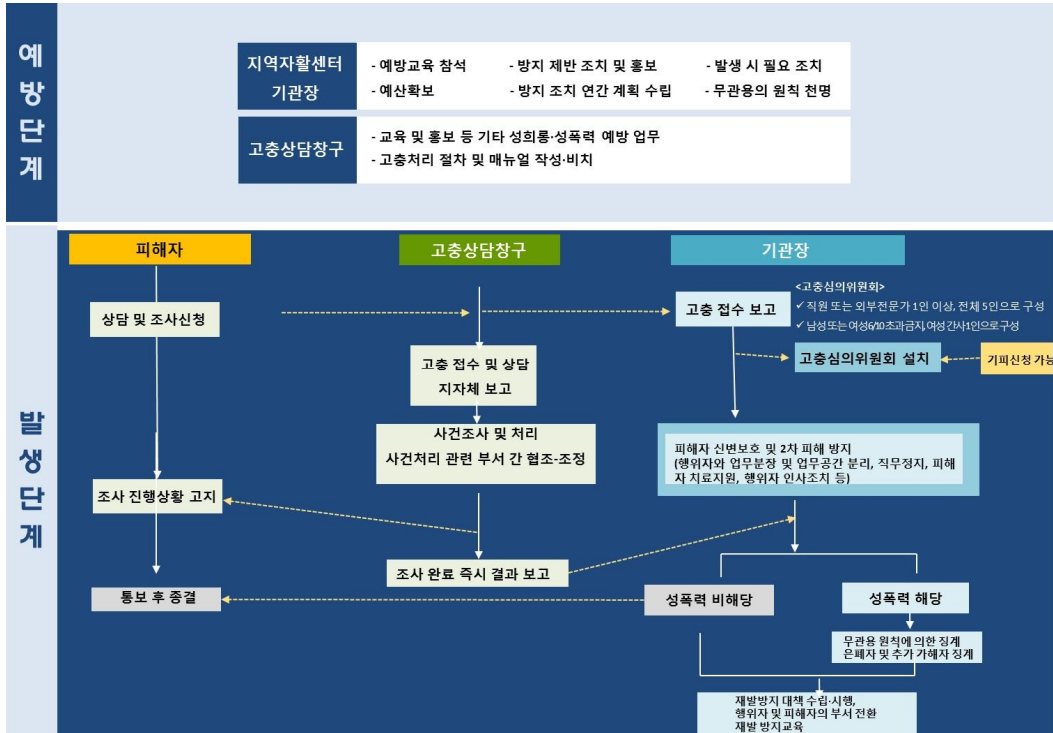 예방단계
지역자활센터
기관장
- 예방교육 참석
- 방지 제반 조치 및 홍보
- 발생 시 필요 조치
- 예산확보
- 방지 조치 연간 계획 수립
- 무관용의 원칙 천명
고충상담창구
- 교육 및 홍보 등 기타 성희롱·성폭력 예방 업무
- 고충처리 절차 및 매뉴얼 작성·비치
발생단계
피해자
고충상담창구
기관장
상담 및 조사신청
고충 접수 보고
<고충심의위원회>
✓ 직원 또는 외부전문가 1인 이상, 전체 5인으로 구성
✓ 남성 또는 여성6/10초과금지, 여성 간사1인으로 구성
고충심의위원회 설치
기피신청 가능
고충 접수 및 상담
지자체 보고
사건조사 및 처리
사건처리 관련 부서 간 협조-조정
피해자 신변보호 및 2차 피해 방지
(행위자와 업무분장 및 업무공간 분리, 직무정지, 피해
자 치료지원, 행위자 인사조치 등)
조사 진행상황 고지
조사 완료 즉시 결과 보고
통보 후 종결
성폭력 비해당
성폭력 해당
무관용 원칙에 의한 징계
은폐자 및 추가 가해자 징계
재발방지 대책 수립·시행,
행위자 및 피해자의 부서 전환
재발 방지교육